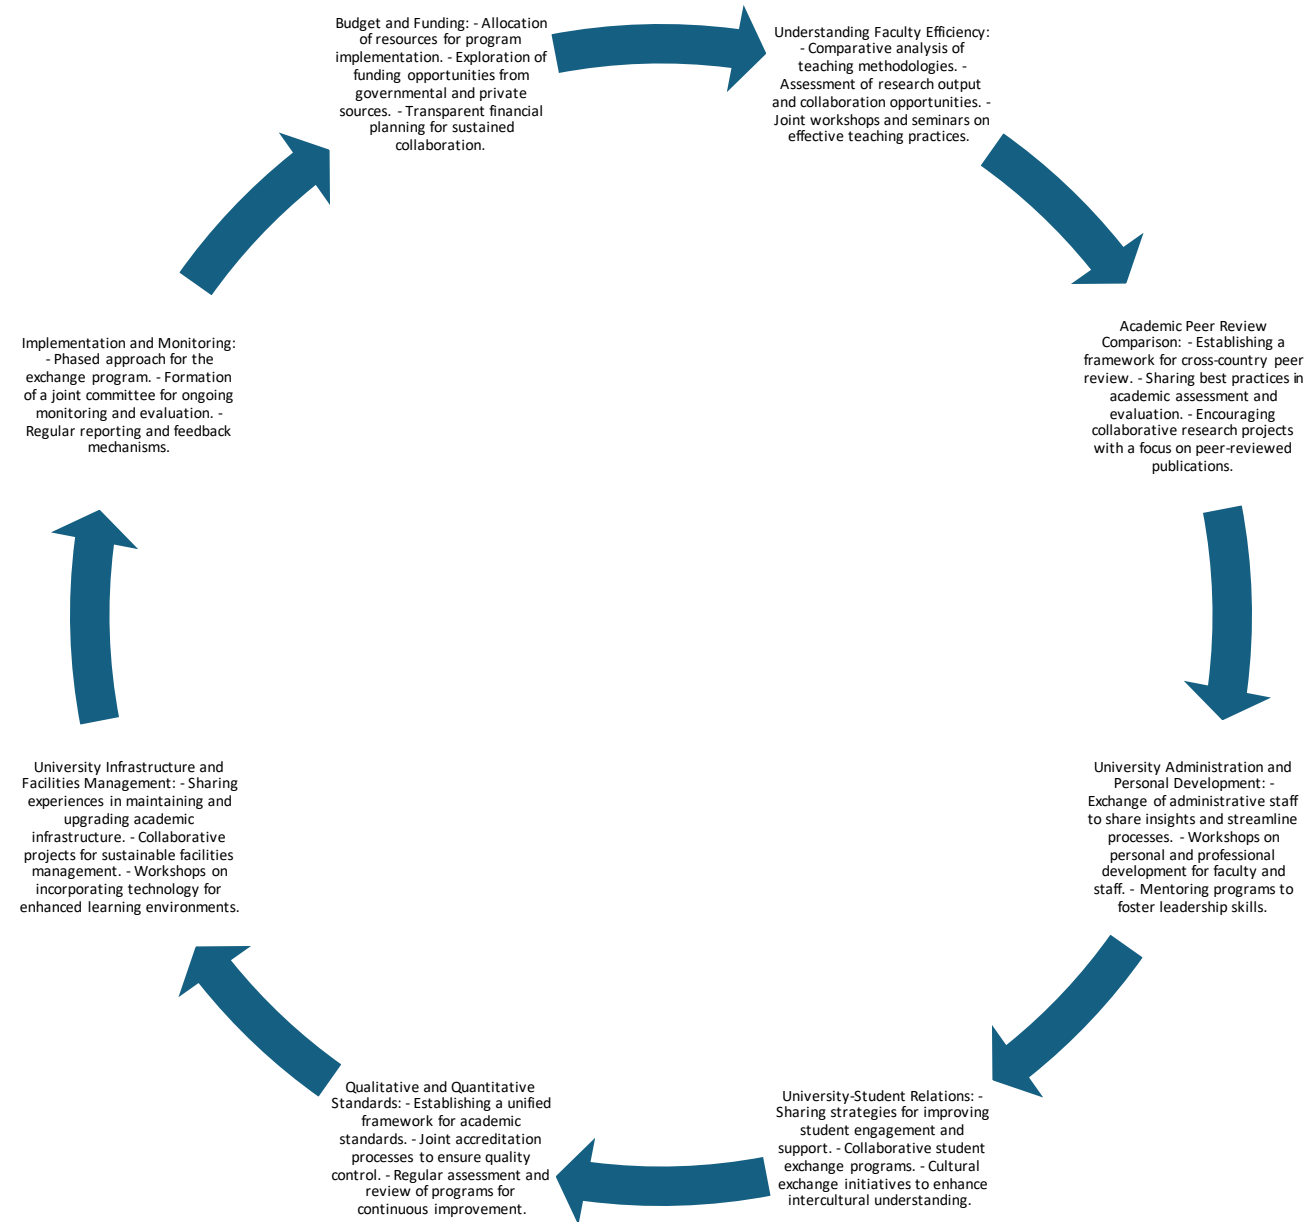 Budget and Funding: - Allocation
of resources for program
implementation. - Exploration of
funding opportunities from
governmental and private
sources. - Transparent financial
planning for sustained
collaboration.
Understanding Faculty Efficiency:
- Comparative analysis of
teaching methodologies. -
Assessment of research output
and collaboration opportunities. -
Joint workshops and seminars on
effective teaching practices.
Academic Peer Review
Comparison: - Establishing a
framework for cross-country peer
review. - Sharing best practices in
academic assessment and
evaluation. - Encouraging
collaborative research projects
with a focus on peer-reviewed
publications.
University Administration and
Personal Development: -
Exchange of administrative staff
to share insights and streamline
processes. - Workshops on
personal and professional
development for faculty and
staff. - Mentoring programs to
foster leadership skills.
University-Student Relations: -
Sharing strategies for improving
student engagement and
support. - Collaborative student
exchange programs. - Cultural
exchange initiatives to enhance
intercultural understanding.
Qualitative and Quantitative
Standards: - Establishing a unified
framework for academic
standards. - Joint accreditation
processes to ensure quality
control. - Regular assessment and
review of programs for
continuous improvement.
University Infrastructure and
Facilities Management: - Sharing
experiences in maintaining and
upgrading academic
infrastructure. - Collaborative
projects for sustainable facilities
management. - Workshops on
incorporating technology for
enhanced learning environments.
Implementation and Monitoring:
- Phased approach for the
exchange program. - Formation
of a joint committee for ongoing
monitoring and evaluation. -
Regular reporting and feedback
mechanisms.